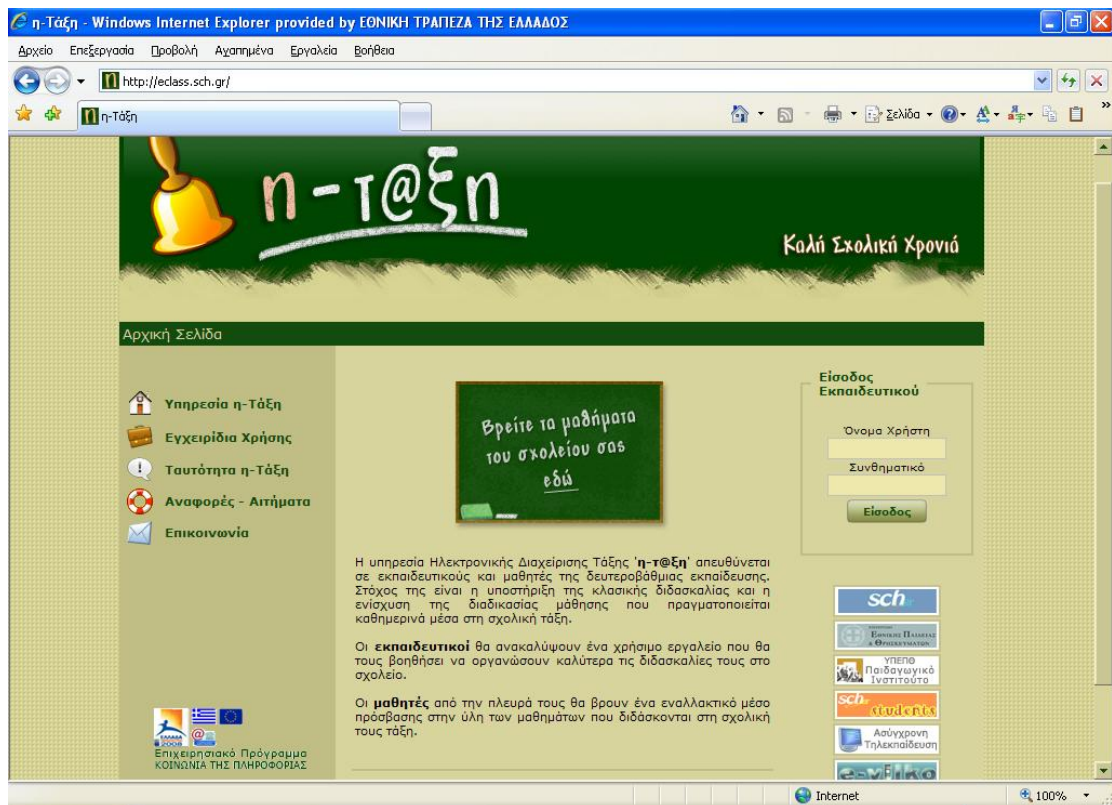 η-Τάξη - Windows Internet Explorer provided by ΕΘΝΙΚΗ ΤΡΑΠΕΖΑ ΤΗΣ ΕΛΛΑΔΟΣ
Αρχείο Επεξεργασία Προβολή Αγαπημένα Εργαλεία Βοήθεια
http://eclass.sch.gr/
η-Τάξη
Σελίδα
η-τ@ξη
Καλή Σχολική Χρονιά
Αρχική Σελίδα
Υπηρεσία η-Τάξη
Εγχειρίδια Χρήσης
Ταυτότητα η-Τάξη
Αναφορές - Αιτήματα
Επικοινωνία
Επιχειρησιακό Πρόγραμμα
ΚΟΙΝΩΝΙΑ ΤΗΣ ΠΛΗΡΟΦΟΡΙΑΣ
Βρείτε τα μαθήματα
του σχολείου σας
εδώ
Η υπηρεσία Ηλεκτρονικής Διαχείρισης Τάξης 'η-τ@ξη' απευθύνεται
σε εκπαιδευτικούς και μαθητές της δευτεροβάθμιας εκπαίδευσης.
Στόχος της είναι η υποστήριξη της κλασικής διδασκαλίας και η
ενίσχυση της διαδικασίας μάθησης που πραγματοποιείται
καθημερινά μέσα στη σχολική τάξη.
Οι εκπαιδευτικοί θα ανακαλύψουν ένα χρήσιμο εργαλείο που θα
τους βοηθήσει να οργανώσουν καλύτερα τις διδασκαλίες τους στο
σχολείο.
Οι μαθητές από την πλευρά τους θα βρουν ένα εναλλακτικό μέσο
πρόσβασης στην ύλη των μαθημάτων που διδάσκονται στη σχολική
τους τάξη.
Είσοδος
Εκπαιδευτικού
Όνομα Χρήστη
Συνθηματικό
Είσοδος
sch
Εθνικής Παιδείας
& Θρησκευμάτων
ΥΠΕΠΘ
Παιδαγωγικό
Ινστιτούτο
sch
students
Ασύγχρονη
Τηλεκπαίδευση
Internet
100%